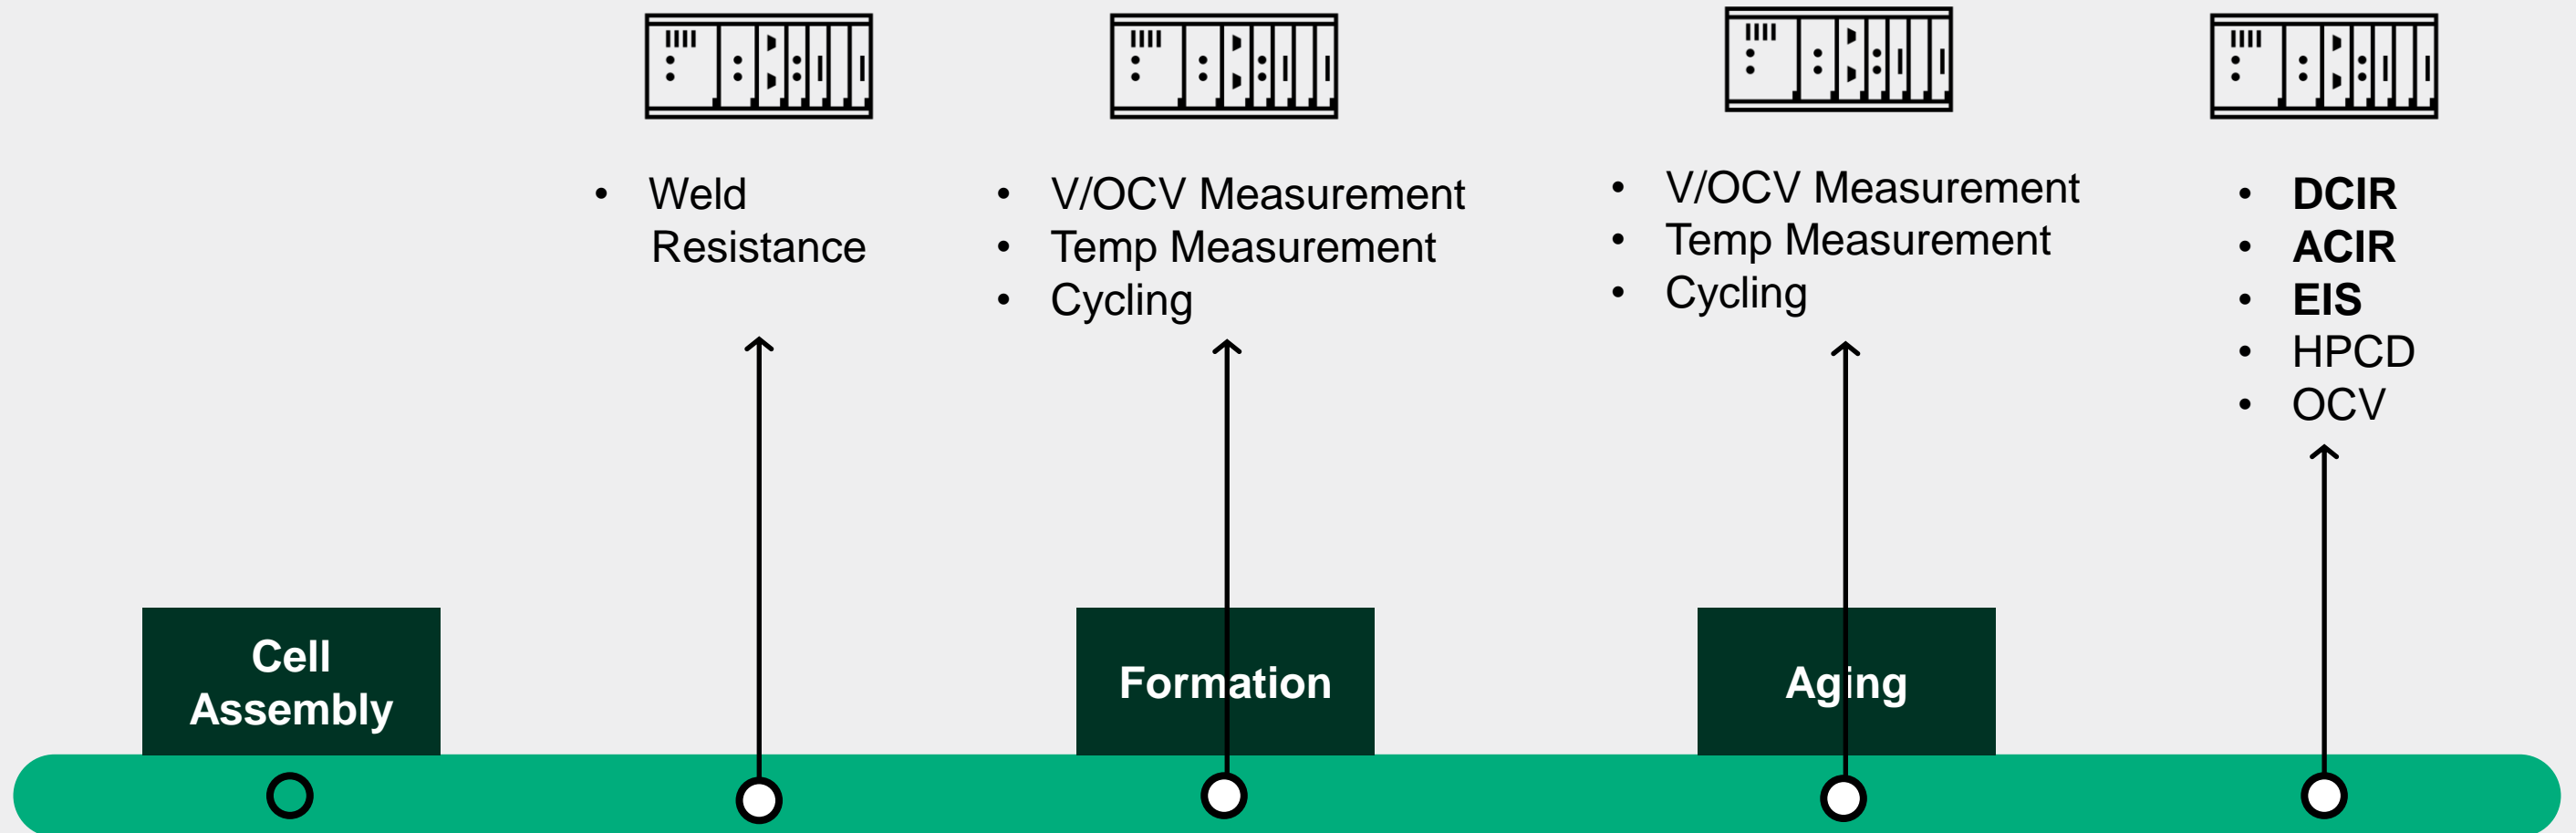 • Weld
Resistance
• V/OCV Measurement
• Temp Measurement
• Cycling
• V/OCV Measurement
• Temp Measurement
• Cycling
• DCIR
• ACIR
• EIS
• HPCD
• OCV
Cell
Assembly
Formation
Aging